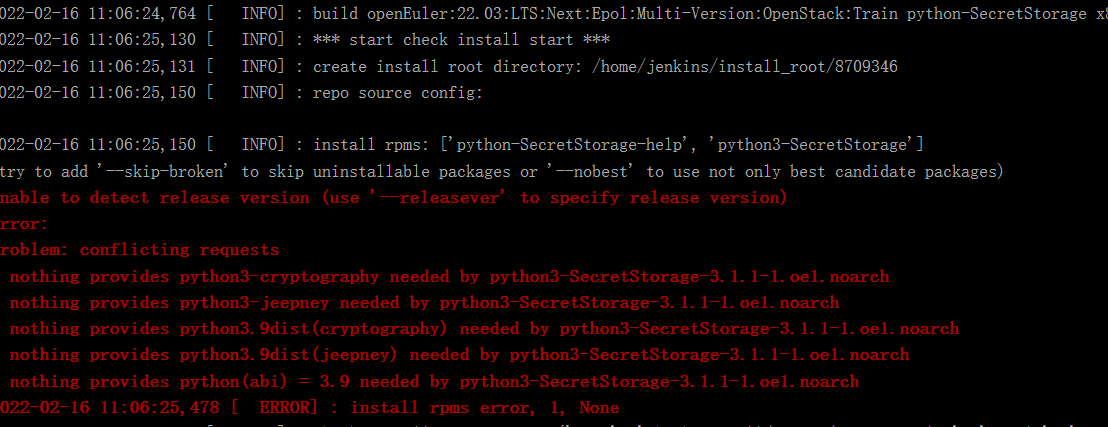 022-02-16 11:06:24,764 [   INFO] : build openEuler:22.03:LTS:Next:Epol:Multi-Version:OpenStack:Train python-SecretStorage
022-02-16 11:06:25,130 [   INFO] : *** start check install start ***
022-02-16 11:06:25,131 [   INFO] : create install root directory: /home/jenkins/install_root/8709346
022-02-16 11:06:25,150 [   INFO] : repo source config:
022-02-16 11:06:25,150 [   INFO] : install rpms: ['python-SecretStorage-help', 'python3-SecretStorage']
try to add '--skip-broken' to skip uninstallable packages or '--nobest' to use not only best candidate packages)
nable to detect release version (use '--releasever' to specify release version)
rror:
roblem: conflicting requests
nothing provides python3-cryptography needed by python3-SecretStorage-3.1.1-1.oe1.noarch
nothing provides python3-jeepney needed by python3-SecretStorage-3.1.1-1.oe1.noarch
nothing provides python3.9dist(cryptography) needed by python3-SecretStorage-3.1.1-1.oe1.noarch
nothing provides python3.9dist(jeepney) needed by python3-SecretStorage-3.1.1-1.oe1.noarch
nothing provides python(abi) = 3.9 needed by python3-SecretStorage-3.1.1-1.oe1.noarch
022-02-16 11:06:25,478 [  ERROR] : install rpms error, 1, None